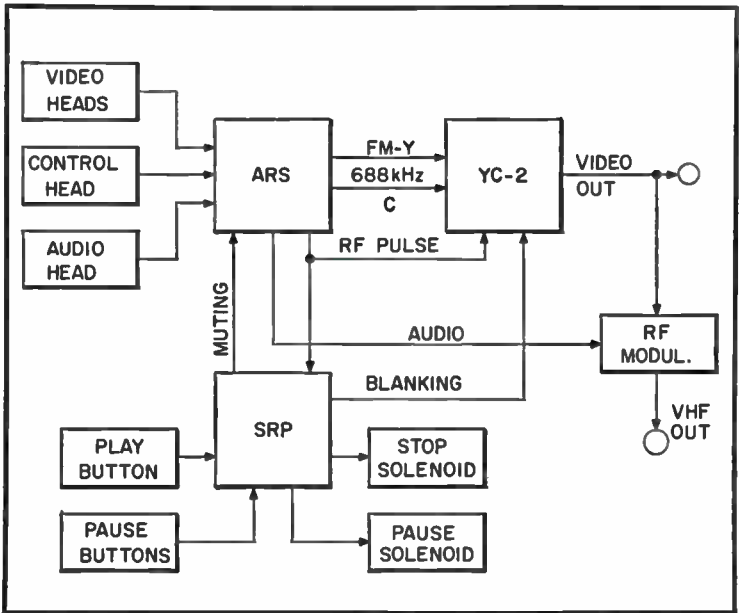 VIDEO
HEADS
CONTROL
HEAD
AUDIO
HEAD
ARS
FM-Y
688kHz
C
YC-2
VIDEO
OUT
RF PULSE
MUTING
AUDIO
RF
MODUL.
BLANKING
VHF
OUT
SRP
PLAY
BUTTON
STOP
SOLENOID
PAUSE
BUTTONS
PAUSE
SOLENOID